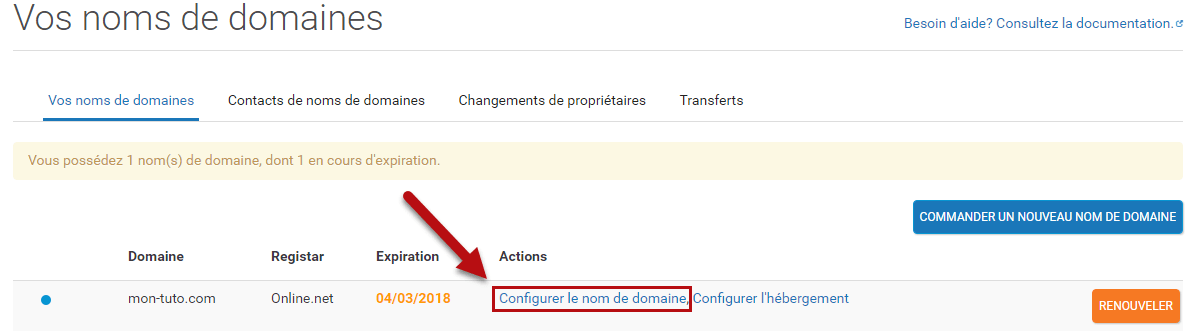 Vos noms de domaines
Besoin d'aide? Consultez la documentation.
Vos noms de domaines Contacts de noms de domaines Changements de propriétaires Transferts
Vous possédez 1 nom(s) de domaine, dont 1 en cours d'expiration.
COMMANDER UN NOUVEAU NOM DE DOMAINE
Domaine Registar Expiration Actions
mon-tuto.com Online.net 04/03/2018 Configurer le nom de domaine, Configurer l'hébergement
RENOUVELER